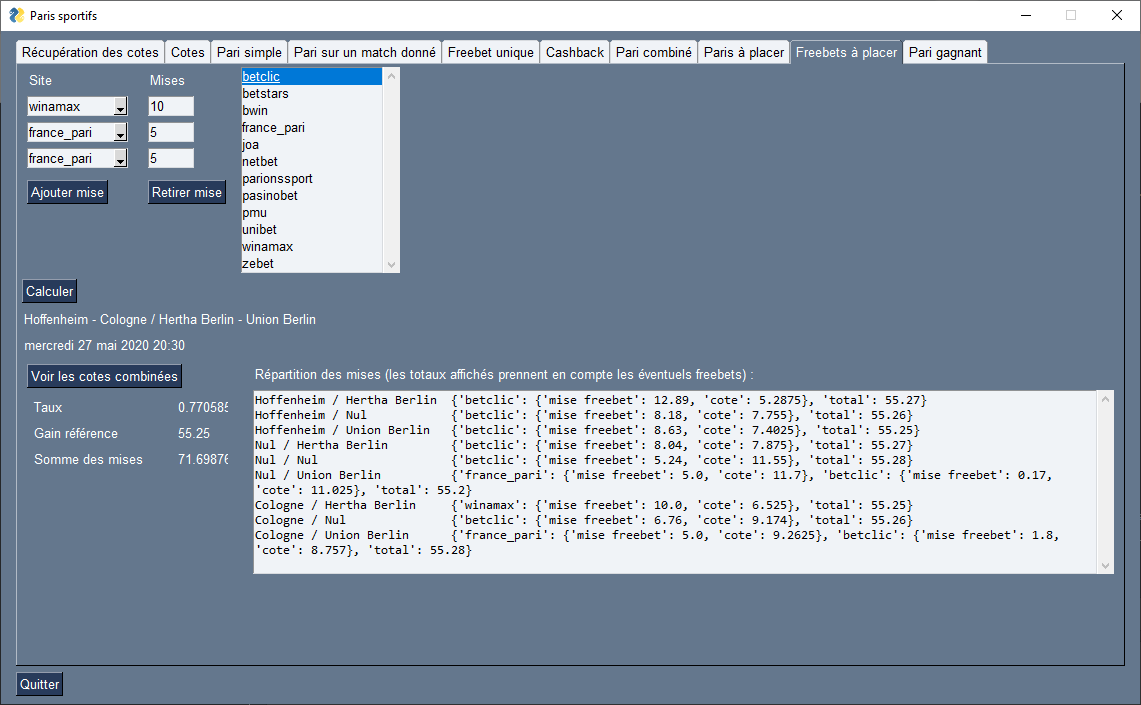 Paris sportifs
Récupération des cotes Cotes Pari simple Pari sur un match donné Freebet unique Cashback Pari combiné Paris à placer Freebets à placer Pari gagnant
Site Mises
winamax 10
france_pari 5
france_pari 5
Ajouter mise Retirer mise
betclic
betstars
bwin
france_pari
joa
netbet
parionssport
pasinobet
pmu
unibet
winamax
zebet
Calculer
Hoffenheim - Cologne / Hertha Berlin - Union Berlin
mercredi 27 mai 2020 20:30
Voir les cotes combinées
Taux 0.770585
Gain référence 55.25
Somme des mises 71.69876
Répartition des mises (les totaux affichés prennent en compte les éventuels freebets) :
Hoffenheim / Hertha Berlin {'betclic': {'mise freebet': 12.89, 'cote': 5.2875}, 'total': 55.27}
Hoffenheim / Nul {'betclic': {'mise freebet': 8.18, 'cote': 7.755}, 'total': 55.26}
Hoffenheim / Union Berlin {'betclic': {'mise freebet': 8.63, 'cote': 7.4025}, 'total': 55.25}
Nul / Hertha Berlin {'betclic': {'mise freebet': 8.04, 'cote': 7.875}, 'total': 55.27}
Nul / Nul {'betclic': {'mise freebet': 5.24, 'cote': 11.55}, 'total': 55.28}
Nul / Union Berlin {'france_pari': {'mise freebet': 5.0, 'cote': 11.7}, 'betclic': {'mise freebet': 0.17,
'cote': 11.025}, 'total': 55.2}
Cologne / Hertha Berlin {'winamax': {'mise freebet': 10.0, 'cote': 6.525}, 'total': 55.25}
Cologne / Nul {'betclic': {'mise freebet': 6.76, 'cote': 9.174}, 'total': 55.26}
Cologne / Union Berlin {'france_pari': {'mise freebet': 5.0, 'cote': 9.2625}, 'betclic': {'mise freebet': 1.8,
'cote': 8.757}, 'total': 55.28}
Quitter